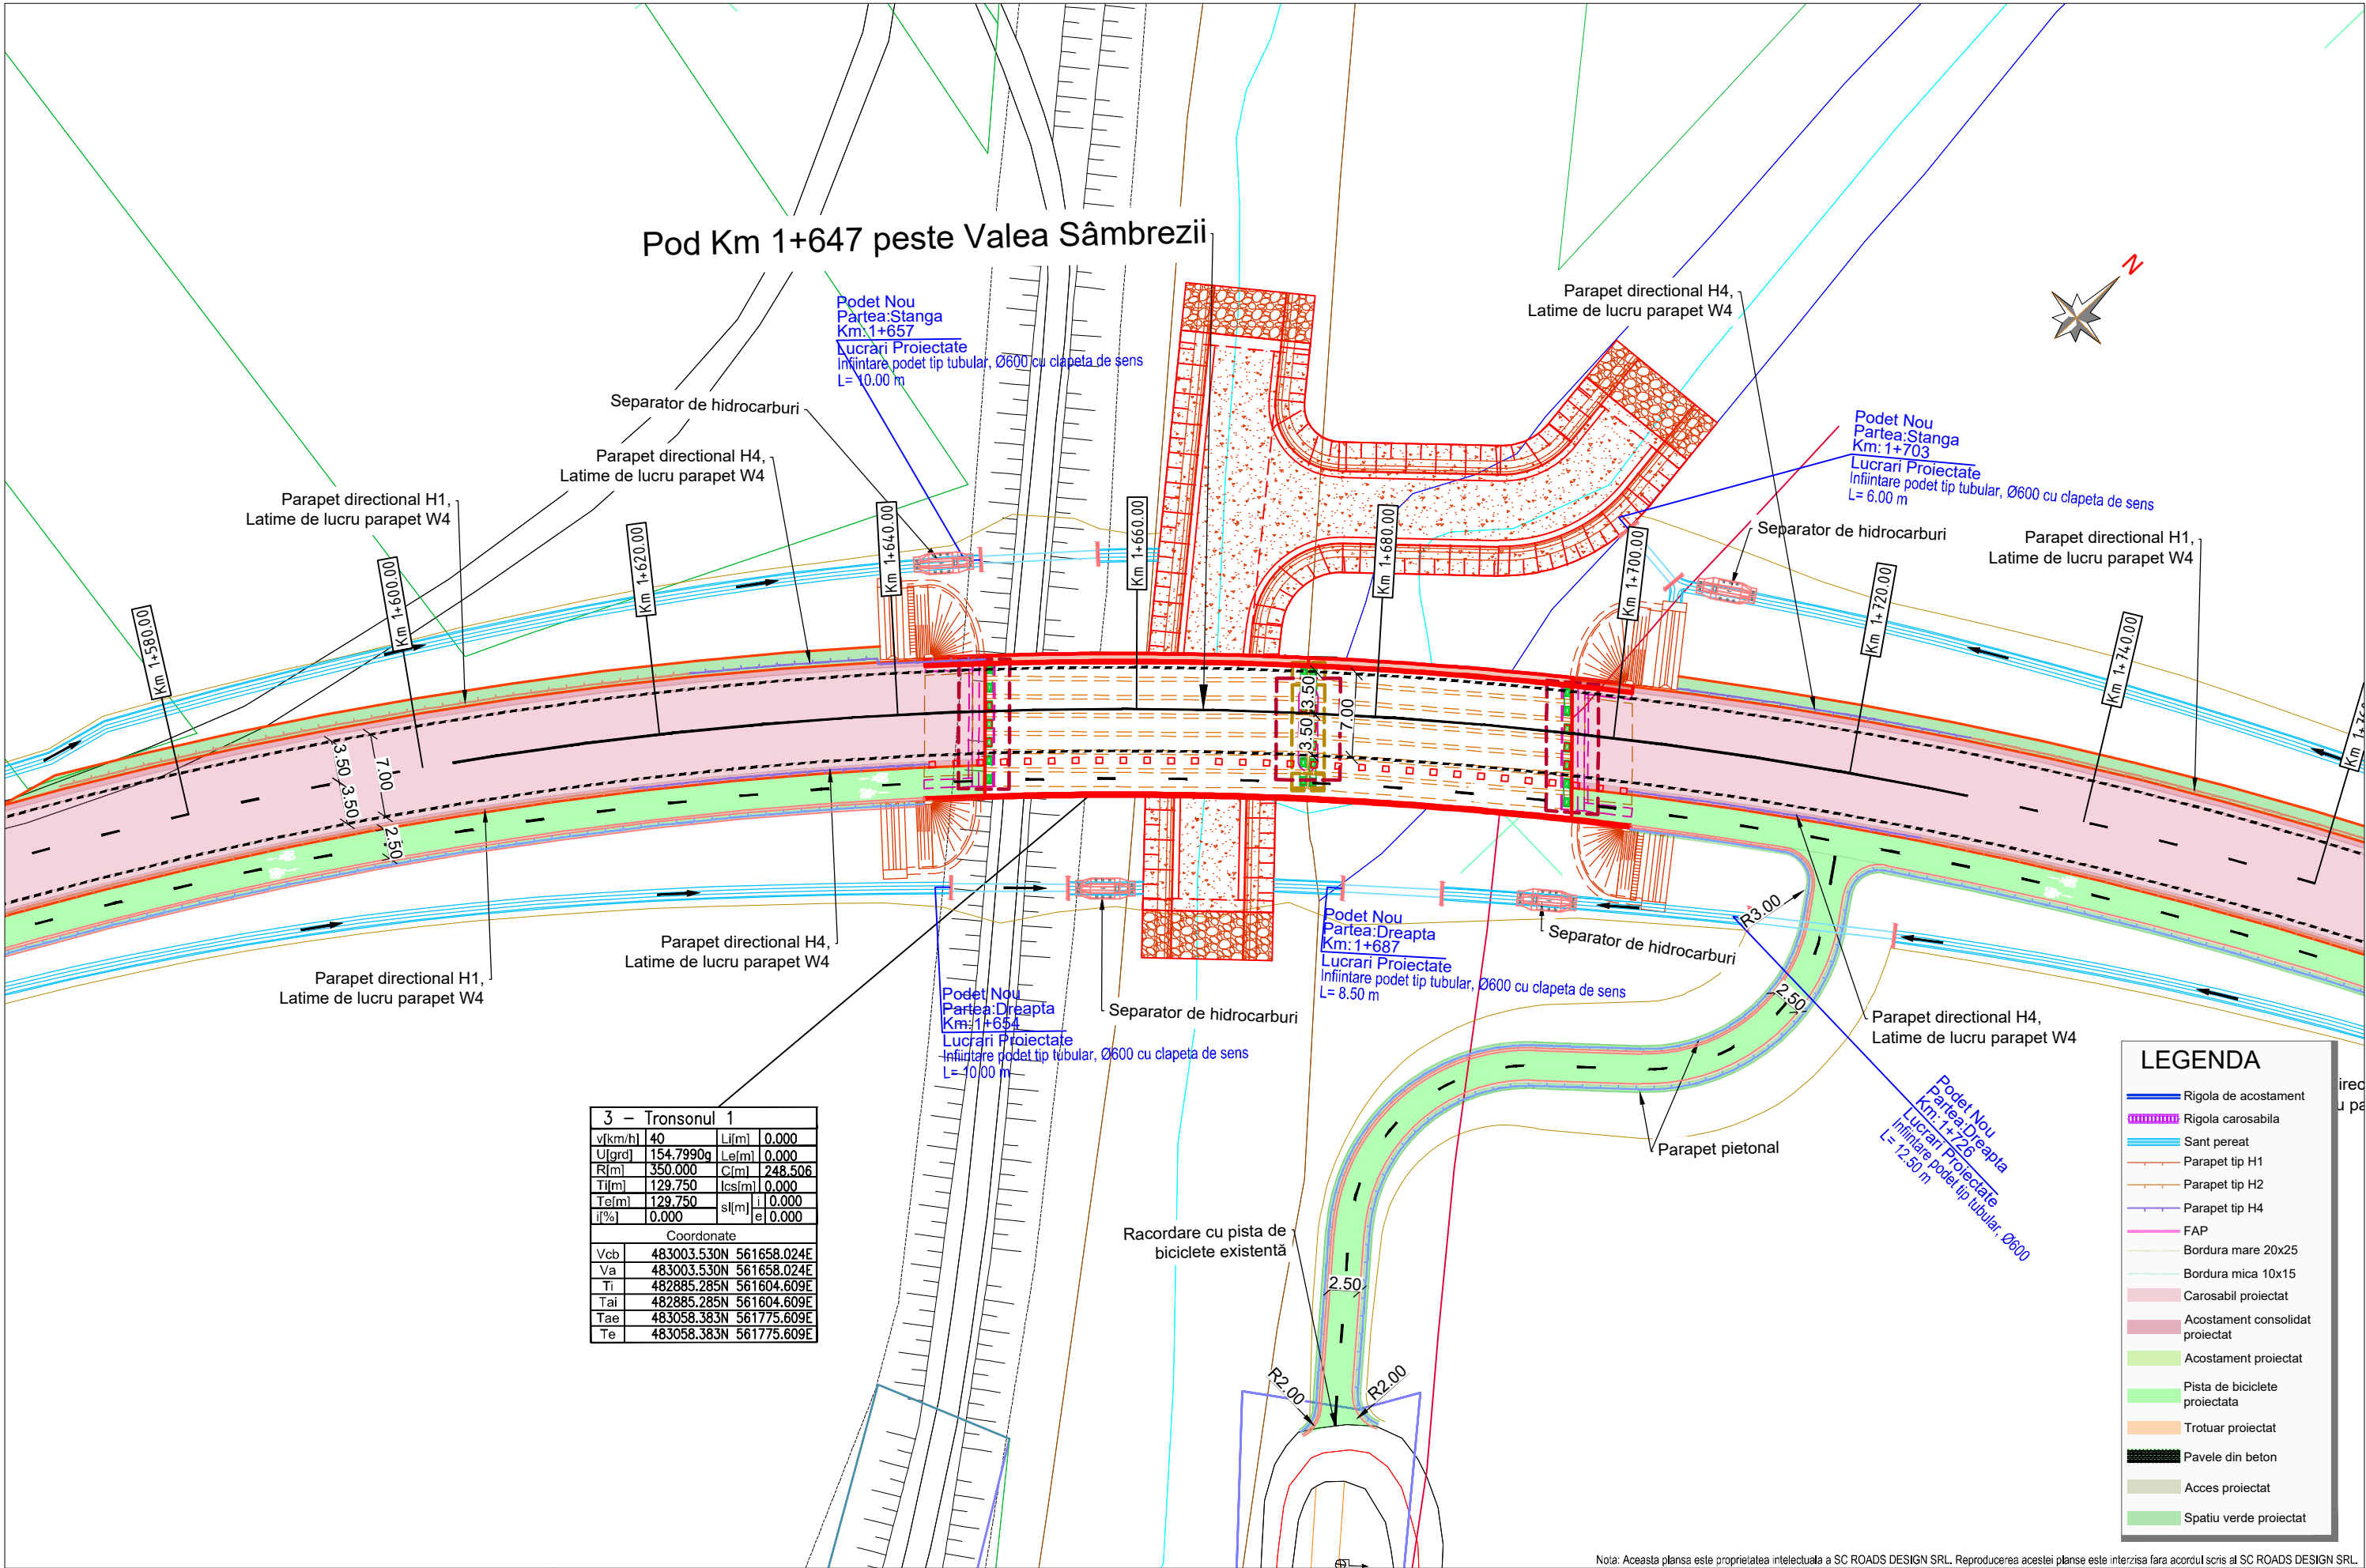 Pod Km 1+647 peste Valea Sâmbrezii
N
Podet Nou
Partea:Stanga
Km:1+657
Lucrari Proiectate
Infiintare podet tip tubular, Ø600 cu clapeta de sens
L= 10.00 m
Separator de hidrocarburi
Parapet directional H4,
Latime de lucru parapet W4
Parapet directional H1,
Latime de lucru parapet W4
Parapet directional H4,
Latime de lucru parapet W4
Podet Nou
Partea:Stanga
Km:1+703
Lucrari Proiectate
Infiintare podet tip tubular, Ø600 cu clapeta de sens
L= 6.00 m
Separator de hidrocarburi
Parapet directional H1,
Latime de lucru parapet W4
Km 1+580.00
Km 1+600.00
Km 1+620.00
Km 1+640.00
Km 1+660.00
Km 1+680.00
Km 1+700.00
Km 1+720.00
Km 1+740.00
3.50
3.50
7.00
2.50
3.50
3.50
7.00
Parapet directional H1,
Latime de lucru parapet W4
Parapet directional H4,
Latime de lucru parapet W4
Podet Nou
Partea:Dreapta
Km:1+654
Lucrari Proiectate
Infiintare podet tip tubular, Ø600 cu clapeta de sens
L= 10.00 m
Separator de hidrocarburi
Podet Nou
Partea:Dreapta
Km:1+687
Lucrari Proiectate
Infiintare podet tip tubular, Ø600 cu clapeta de sens
L= 8.50 m
Separator de hidrocarburi
R3.00
2.50
Parapet directional H4,
Latime de lucru parapet W4
Podet Nou
Partea:Dreapta
Km:1+726
Lucrari Proiectate
Infiintare podet tip tubular, Ø600
L= 12.50 m
Parapet pietonal
Racordare cu pista de
biciclete existentă
2.50
R2.00
R2.00
3 – Tronsonul 1
v[km/h] 40 Li[m] 0.000
U[grd] 154.7990g Le[m] 0.000
R[m] 350.000 C[m] 248.506
Ti[m] 129.750 Ics[m] 0.000
Te[m] 129.750 sl[m] i 0.000
i[%] 0.000 e 0.000
Coordonate
Vcb 483003.530N 561658.024E
Va 483003.530N 561658.024E
Ti 482885.285N 561604.609E
Tai 482885.285N 561604.609E
Tae 483058.383N 561775.609E
Te 483058.383N 561775.609E
LEGENDA
Rigola de acostament
Rigola carosabila
Sant pereat
Parapet tip H1
Parapet tip H2
Parapet tip H4
FAP
Bordura mare 20x25
Bordura mica 10x15
Carosabil proiectat
Acostament consolidat
proiectat
Acostament proiectat
Pista de biciclete
proiectata
Trotuar proiectat
Pavele din beton
Acces proiectat
Spatiu verde proiectat
Nota: Aceasta plansa este proprietatea intelectuala a SC ROADS DESIGN SRL. Reproducerea acestei planse este interzisa fara acordul scris al SC ROADS DESIGN SRL.